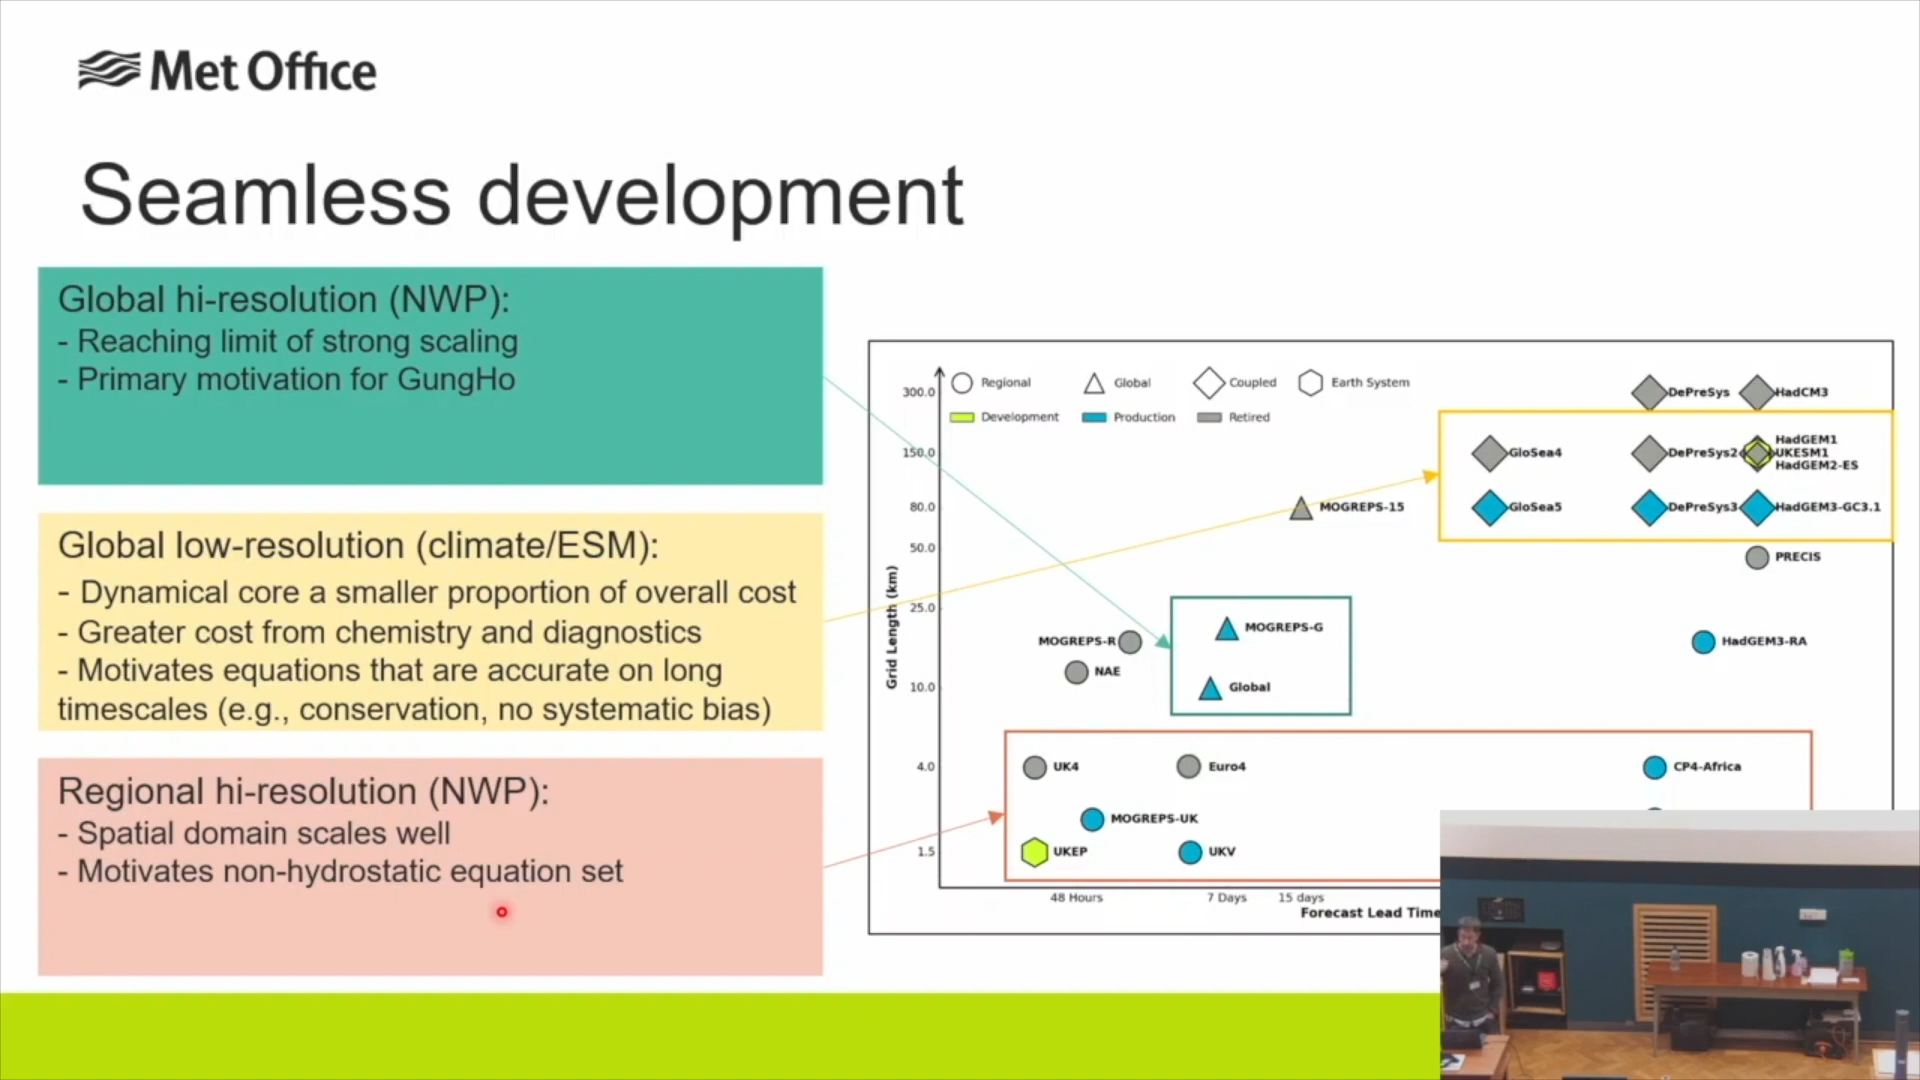 Met Office
Seamless development
Global hi-resolution (NWP):
- Reaching limit of strong scaling
- Primary motivation for GungHo
Global low-resolution (climate/ESM):
- Dynamical core a smaller proportion of overall cost
- Greater cost from chemistry and diagnostics
- Motivates equations that are accurate on long
timescales (e.g., conservation, no systematic bias)
Regional hi-resolution (NWP):
- Spatial domain scales well
- Motivates non-hydrostatic equation set
Regional Global Coupled Earth System
Development Production Retired
300.0
150.0
80.0
50.0
25.0
10.0
4.0
1.5
Grid Length (km)
DePreSys HadCM3
GloSea4 DePreSys2 HadGEM1
UKESM1
HadGEM2-ES
MOGREPS-15 GloSea5 DePreSys3 HadGEM3-GC3.1
PRECIS
MOGREPS-R MOGREPS-G HadGEM3-RA
NAE Global
UK4 Euro4 CP4-Africa
MOGREPS-UK
UKEP UKV
48 Hours 7 Days 15 days
Forecast Lead Time